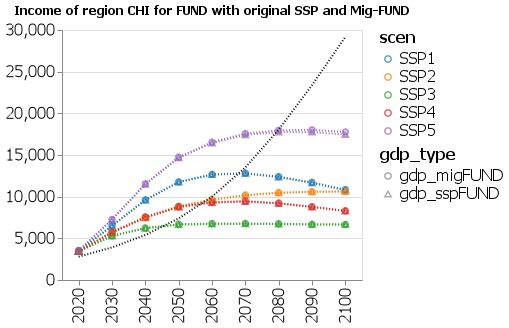 Income of region CHI for FUND with original SSP and Mig-FUND
30,000
25,000
20,000
15,000
10,000
5,000
0
2020
2030
2040
2050
2060
2070
2080
2090
2100
scen
SSP1
SSP2
SSP3
SSP4
SSP5
gdp_type
gdp_migFUND
gdp_sspFUND